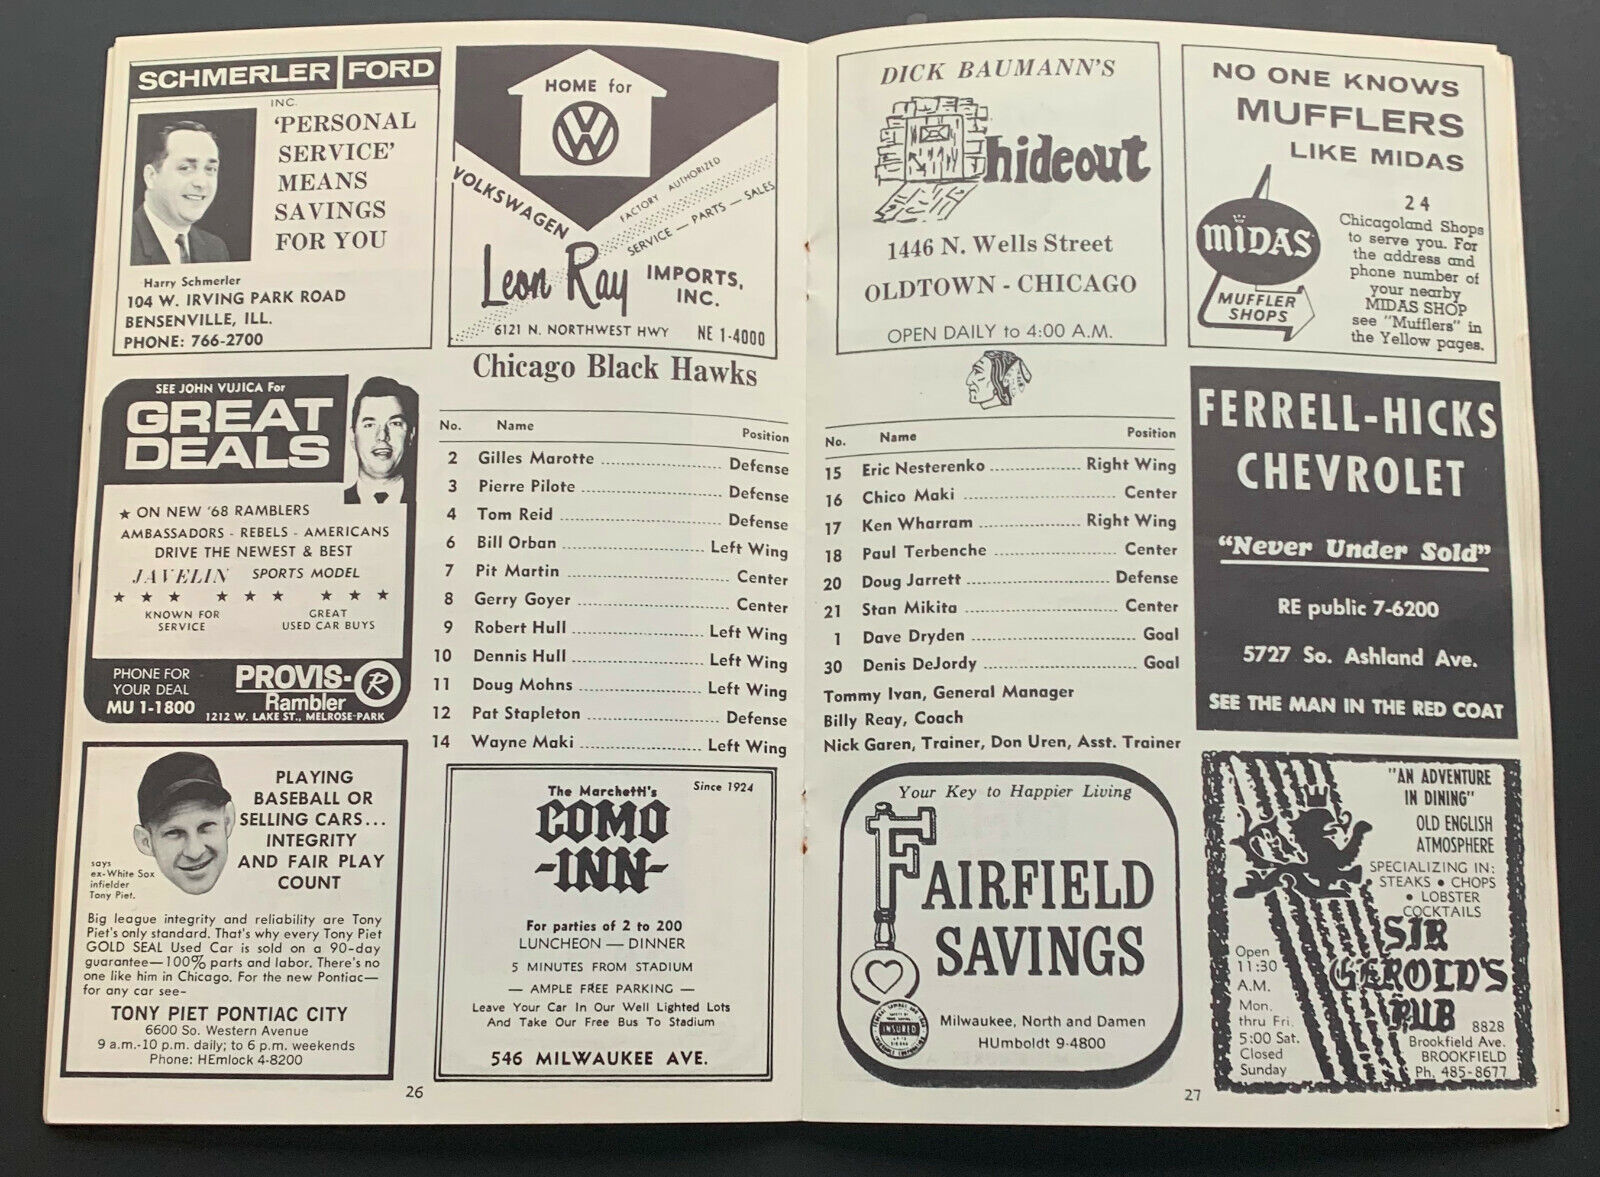 SCHMERLER FORD
INC.
'PERSONAL
SERVICE'
MEANS
SAVINGS
FOR YOU
Harry Schmerler
104 W. IRVING PARK ROAD
BENSENVILLE, ILL.
PHONE: 766-2700
HOME for
VW
VOLKSWAGEN
FACTORY AUTHORIZED
SERVICE — PARTS — SALES
Leon Ray IMPORTS, INC.
6121 N. NORTHWEST HWY NE 1-4000
SEE JOHN VUJICA For
GREAT
DEALS
★ ON NEW '68 RAMBLERS
AMBASSADORS - REBELS - AMERICANS
DRIVE THE NEWEST & BEST
JAVELIN SPORTS MODEL
★ ★ ★ ★ ★ ★ ★ ★ ★
KNOWN FOR SERVICE
GREAT USED CAR BUYS
PHONE FOR
YOUR DEAL
MU 1-1800
PROVIS-R
Rambler
1212 W. LAKE ST., MELROSE-PARK
PLAYING
BASEBALL OR
SELLING CARS...
INTEGRITY
AND FAIR PLAY
COUNT
says
ex-White Sox
infielder
Tony Piet.
Big league integrity and reliability are Tony
Piet's only standard. That's why every Tony Piet
GOLD SEAL Used Car is sold on a 90-day
guarantee—100% parts and labor. There's no
one like him in Chicago. For the new Pontiac—
for any car see-
TONY PIET PONTIAC CITY
6600 So. Western Avenue
9 a.m.-10 p.m. daily; to 6 p.m. weekends
Phone: HEmlock 4-8200
Chicago Black Hawks
No. Name Position
2 Gilles Marotte Defense
3 Pierre Pilote Defense
4 Tom Reid Defense
6 Bill Orban Left Wing
7 Pit Martin Center
8 Gerry Goyer Center
9 Robert Hull Left Wing
10 Dennis Hull Left Wing
11 Doug Mohns Left Wing
12 Pat Stapleton Defense
14 Wayne Maki Left Wing
The Marchetti's Since 1924
COMO
-INN-
For parties of 2 to 200
LUNCHEON — DINNER
5 MINUTES FROM STADIUM
— AMPLE FREE PARKING —
Leave Your Car In Our Well Lighted Lots
And Take Our Free Bus To Stadium
546 MILWAUKEE AVE.
26
DICK BAUMANN'S
hideout
1446 N. Wells Street
OLDTOWN - CHICAGO
OPEN DAILY to 4:00 A.M.
No. Name Position
15 Eric Nesterenko Right Wing
16 Chico Maki Center
17 Ken Wharram Right Wing
18 Paul Terbenche Center
20 Doug Jarrett Defense
21 Stan Mikita Center
1 Dave Dryden Goal
30 Denis DeJordy Goal
Tommy Ivan, General Manager
Billy Reay, Coach
Nick Garen, Trainer, Don Uren, Asst. Trainer
Your Key to Happier Living
FAIRFIELD
SAVINGS
INSURED
Milwaukee, North and Damen
HUmboldt 9-4800
NO ONE KNOWS
MUFFLERS
LIKE MIDAS
MIDAS
MUFFLER
SHOPS
24
Chicagoland Shops
to serve you. For
the address and
phone number of
your nearby
MIDAS SHOP
see "Mufflers" in
the Yellow pages.
FERRELL-HICKS
CHEVROLET
"Never Under Sold"
RE public 7-6200
5727 So. Ashland Ave.
SEE THE MAN IN THE RED COAT
"AN ADVENTURE
IN DINING"
OLD ENGLISH
ATMOSPHERE
SPECIALIZING IN:
• STEAKS • CHOPS
• LOBSTER
COCKTAILS
SIR
GEROLD'S
PUB
Open
11:30
A.M.
Mon.
thru Fri.
5:00 Sat.
Closed
Sunday
8828
Brookfield Ave.
BROOKFIELD
Ph. 485-8677
27